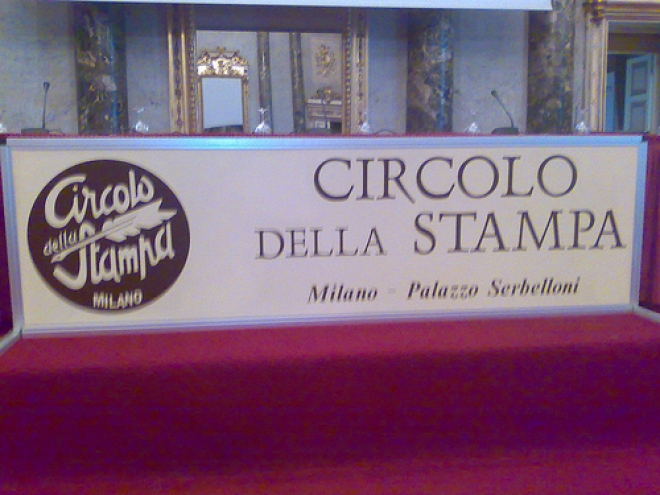 Circolo
della
Stampa
MILANO
CIRCOLO
DELLA STAMPA
Milano - Palazzo Serbelloni